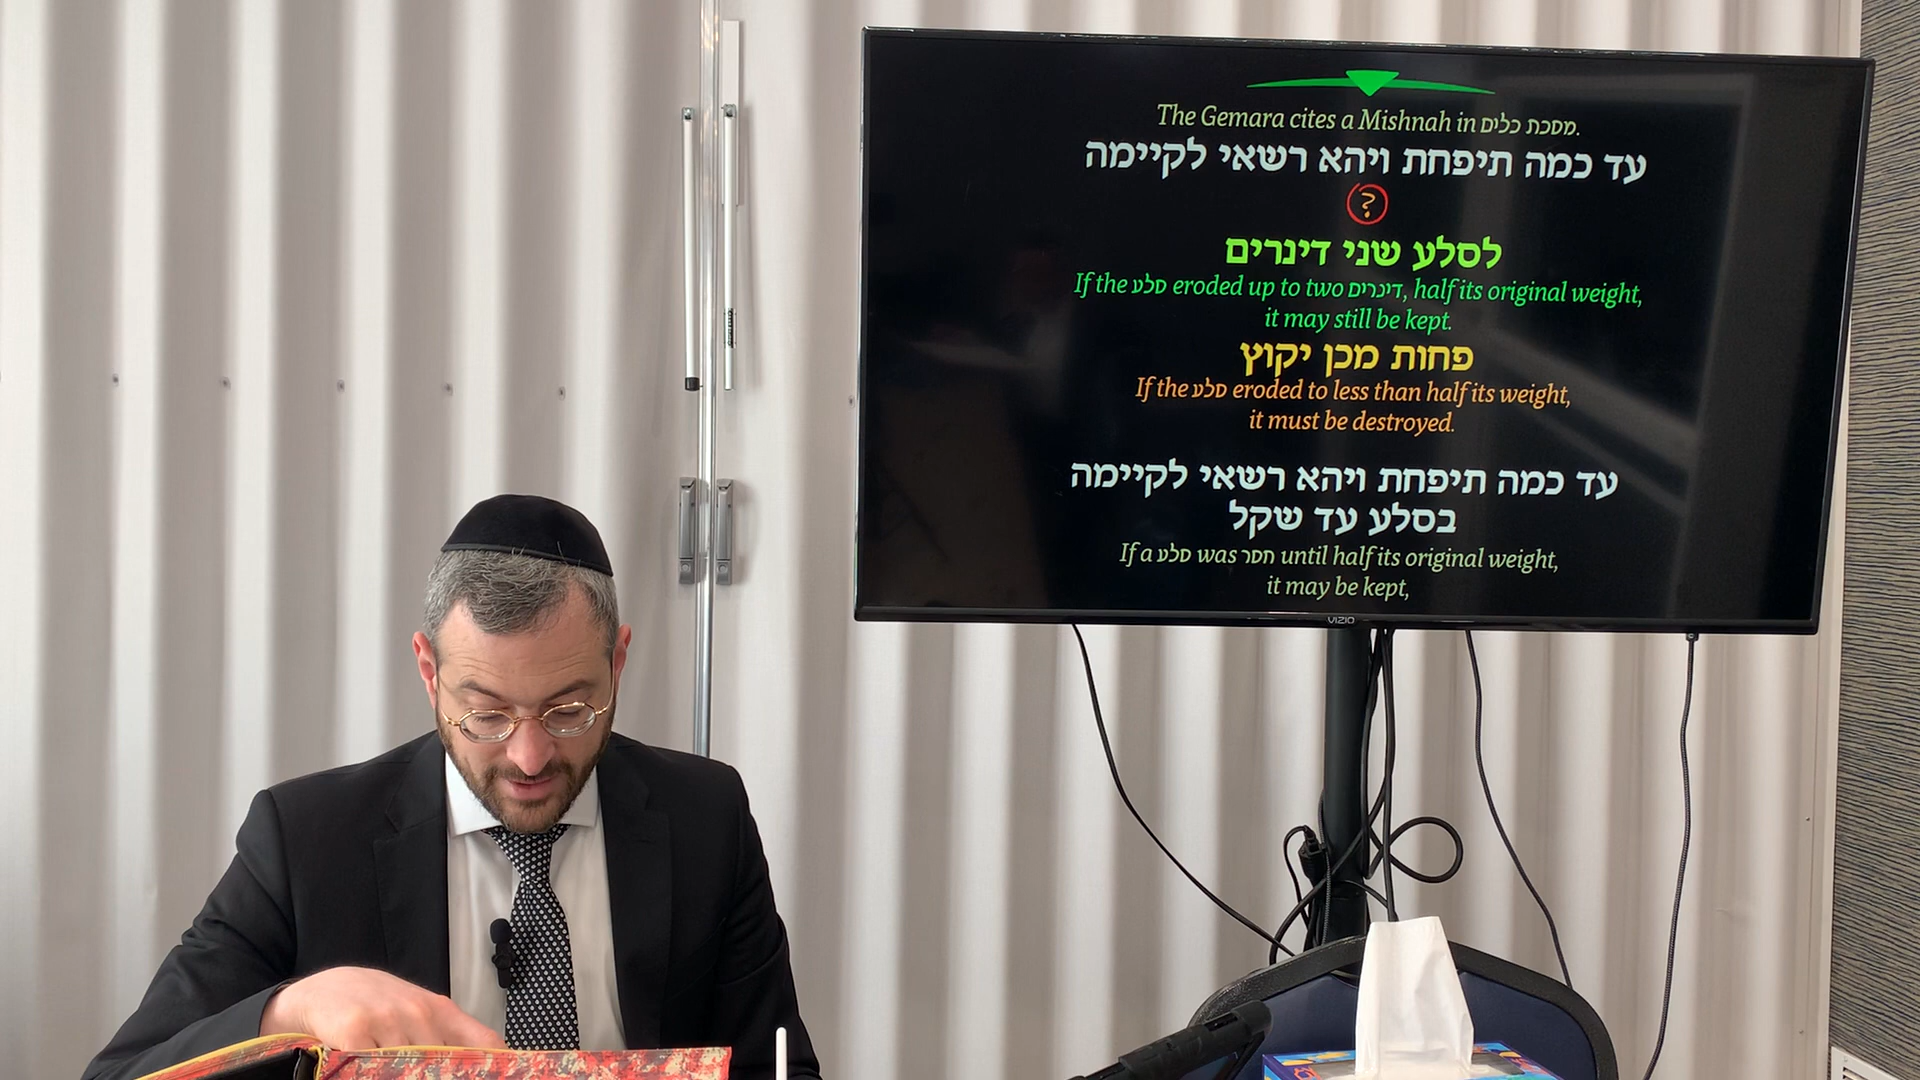 The Gemara cites a Mishnah in מסכת כלים.
עד כמה תיפחת ויהא רשאי לקיימה
?
לסלע שני דינרים
If the סלע eroded up to two דינרים, half its original weight,
it may still be kept.
פחות מכן יקוץ
If the סלע eroded to less than half its weight,
it must be destroyed.
עד כמה תיפחת ויהא רשאי לקיימה
בסלע עד שקל
If a סלע was חסר until half its original weight,
it may be kept,
VIZIO